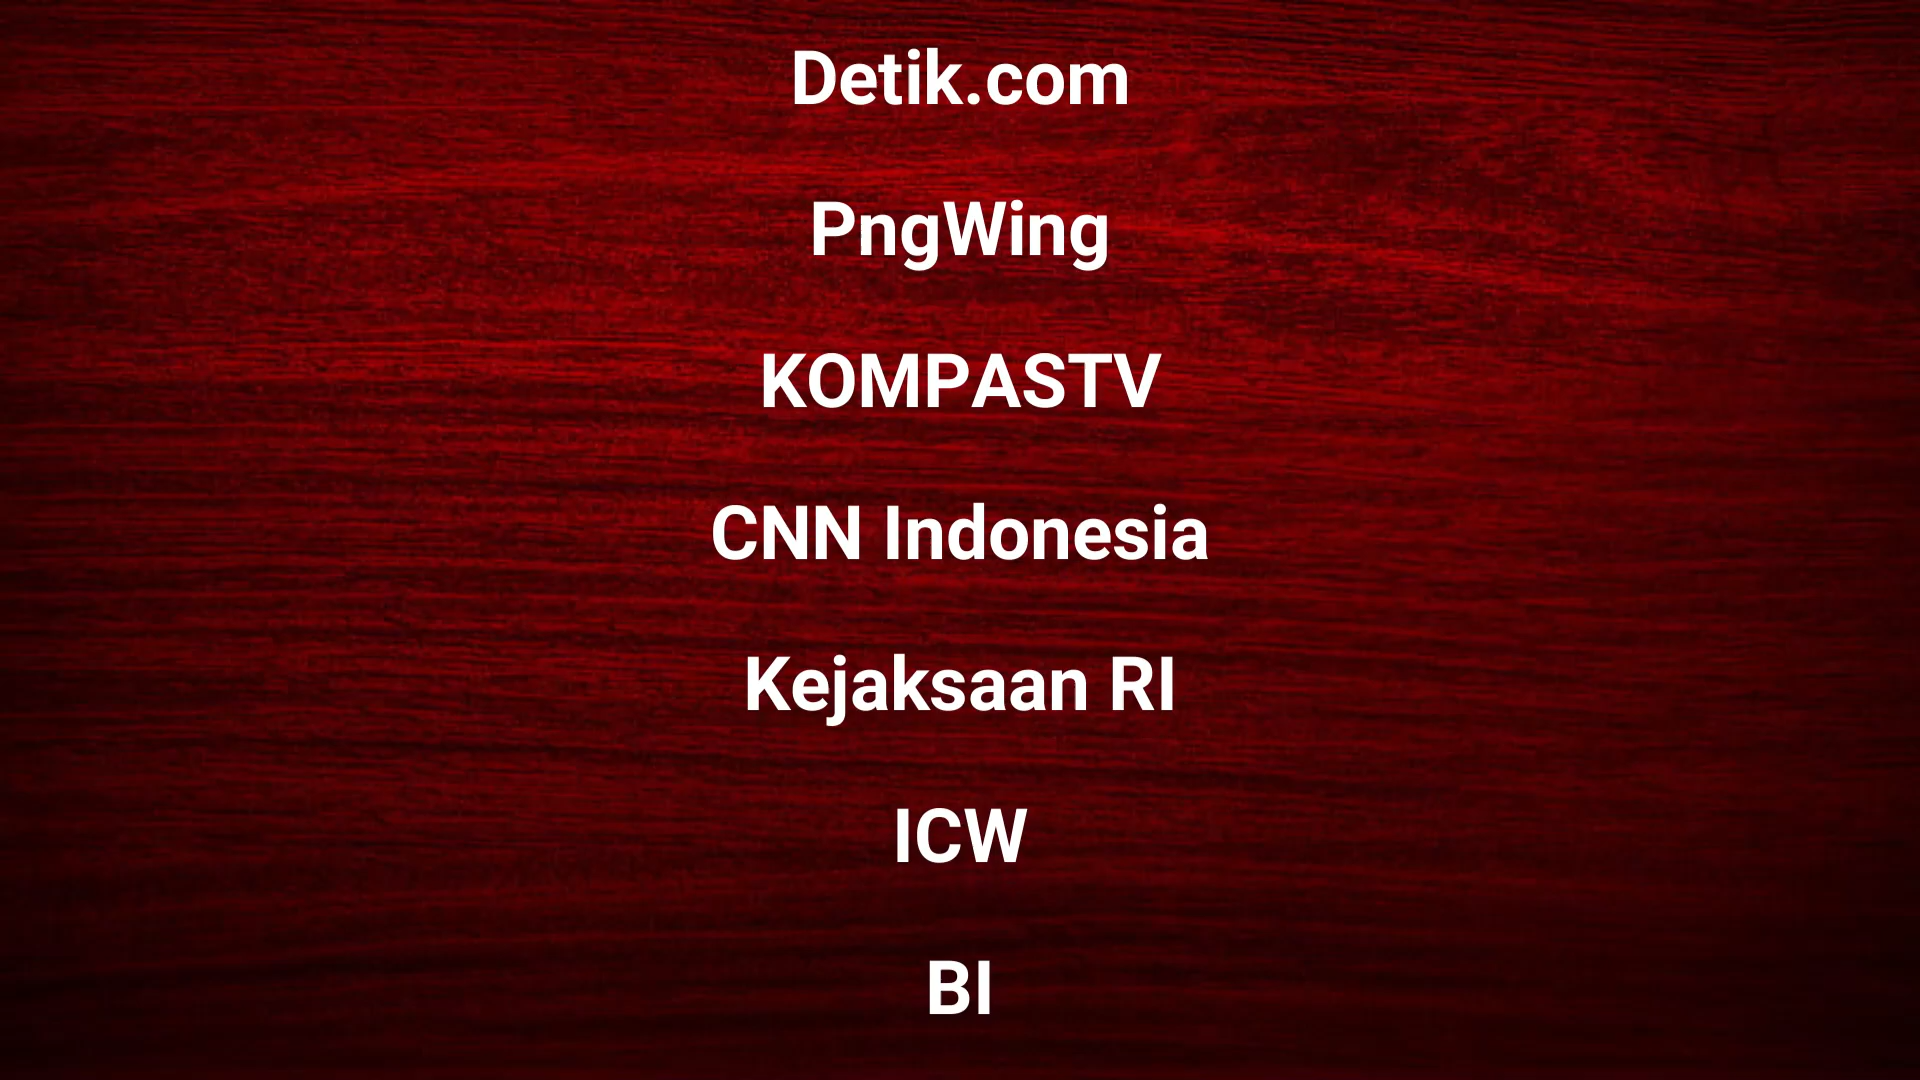 Detik.com
PngWing
KOMPASTV
CNN Indonesia
Kejaksaan RI
ICW
BI